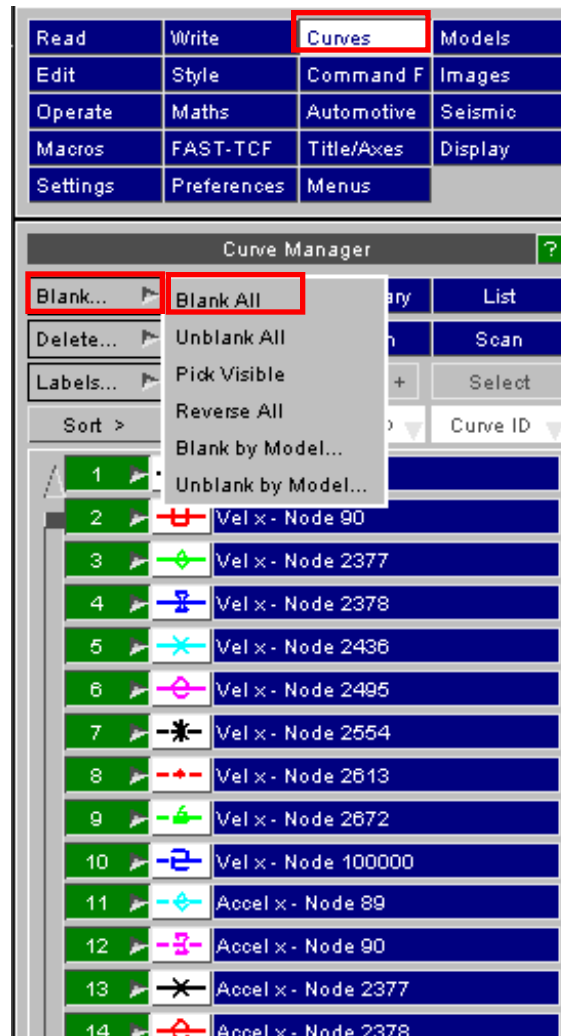 Read Write Curves Models
Edit Style Command F Images
Operate Maths Automotive Seismic
Macros FAST-TCF Title/Axes Display
Settings Preferences Menus
Curve Manager ?
Blank... Blank All ary List
Delete... Unblank All Scan
Labels... Pick Visible + Select
Sort > Reverse All Curve ID
Blank by Model...
1 Unblank by Model...
2 Vel x - Node 90
3 Vel x - Node 2377
4 Vel x - Node 2378
5 Vel x - Node 2436
6 Vel x - Node 2495
7 Vel x - Node 2554
8 Vel x - Node 2613
9 Vel x - Node 2672
10 Vel x - Node 100000
11 Accel x - Node 89
12 Accel x - Node 90
13 Accel x - Node 2377
14 Accel x - Node 2378